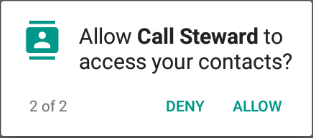 Allow Call Steward to
access your contacts?
2 of 2 DENY ALLOW